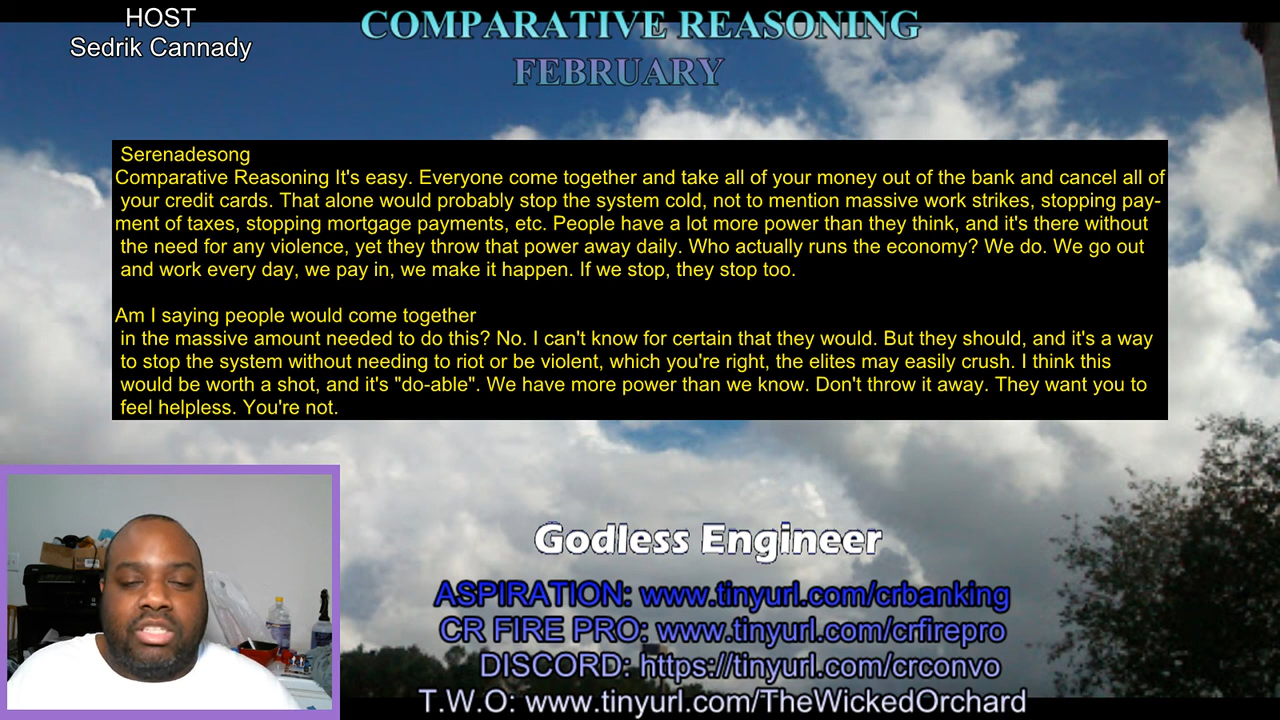 HOST
Sedrik Cannady
COMPARATIVE REASONING
FEBRUARY
Serenadesong
Comparative Reasoning It's easy. Everyone come together and take all of your money out of the bank and cancel all of
your credit cards. That alone would probably stop the system cold, not to mention massive work strikes, stopping pay-
ment of taxes, stopping mortgage payments, etc. People have a lot more power than they think, and it's there without
the need for any violence, yet they throw that power away daily. Who actually runs the economy? We do. We go out
and work every day, we pay in, we make it happen. If we stop, they stop too.
Am I saying people would come together
in the massive amount needed to do this? No. I can't know for certain that they would. But they should, and it's a way
to stop the system without needing to riot or be violent, which you're right, the elites may easily crush. I think this
would be worth a shot, and it's "do-able". We have more power than we know. Don't throw it away. They want you to
feel helpless. You're not.
Godless Engineer
ASPIRATION: www.tinyurl.com/crbanking
CR FIRE PRO: www.tinyurl.com/crfirepro
DISCORD: https://tinyurl.com/crconvo
T.W.O: www.tinyurl.com/TheWickedOrchard